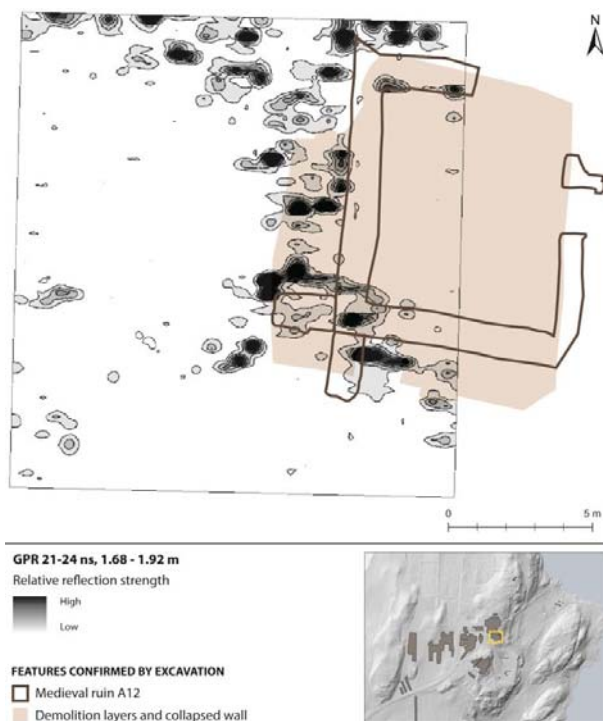 N
0 5 m
GPR 21-24 ns, 1.68 - 1.92 m
Relative reflection strength
High
Low
FEATURES CONFIRMED BY EXCAVATION
Medieval ruin A12
Demolition layers and collapsed wall